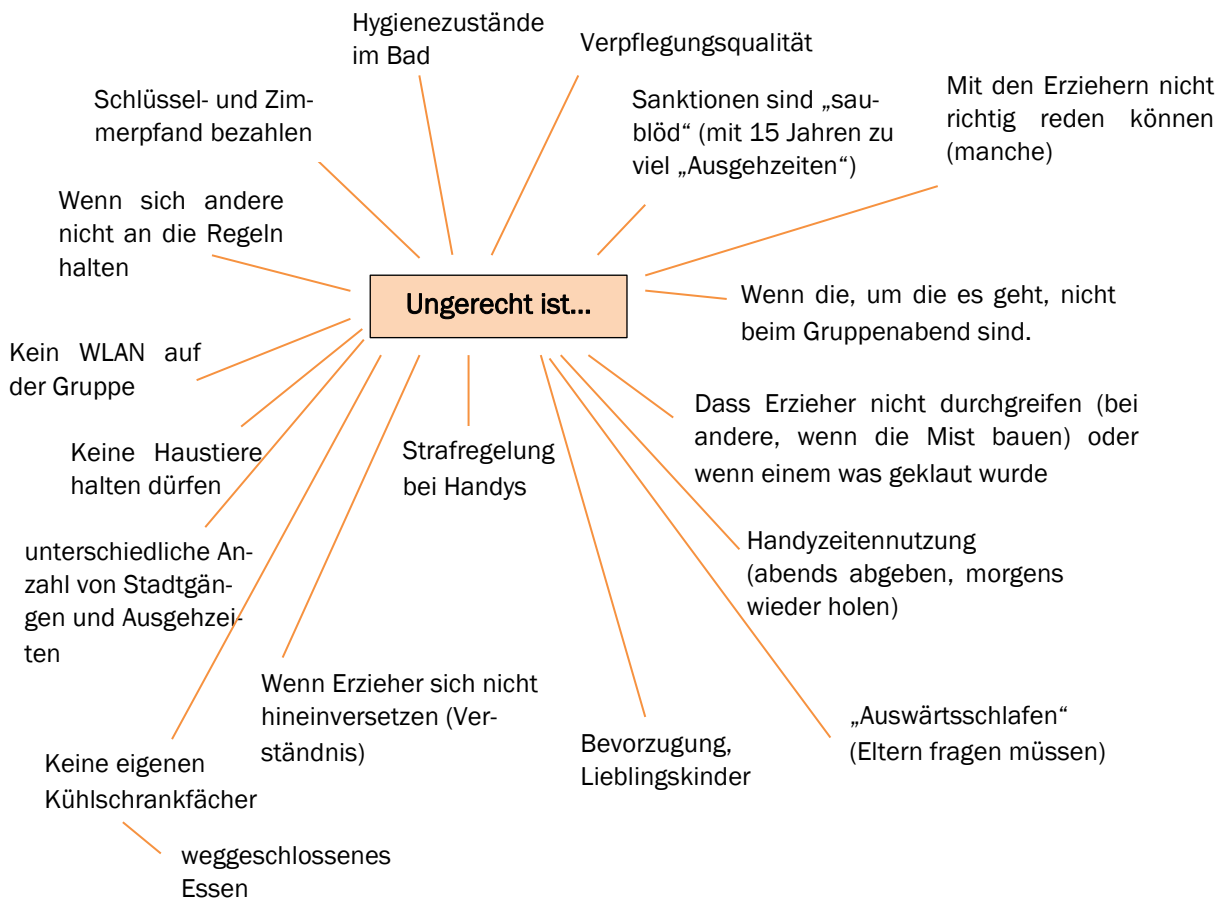 Hygienezustände
im Bad
Verpflegungsqualität
Schlüssel- und Zim-
merpfand bezahlen
Sanktionen sind „sau-
blöd“ (mit 15 Jahren zu
viel „Ausgehzeiten“)
Mit den Erziehern nicht
richtig reden können
(manche)
Wenn sich andere
nicht an die Regeln
halten
Ungerecht ist...
Wenn die, um die es geht, nicht
beim Gruppenabend sind.
Kein WLAN auf
der Gruppe
Dass Erzieher nicht durchgreifen (bei
andere, wenn die Mist bauen) oder
wenn einem was geklaut wurde
Keine Haustiere
halten dürfen
Strafregelung
bei Handys
unterschiedliche An-
zahl von Stadtgän-
gen und Ausgehzei-
ten
Handyzeitennutzung
(abends abgeben, morgens
wieder holen)
Wenn Erzieher sich nicht
hineinversetzen (Ver-
ständnis)
Bevorzugung,
Lieblingskinder
„Auswärtsschlafen“
(Eltern fragen müssen)
Keine eigenen
Kühlschrankfächer
weggeschlossenes
Essen